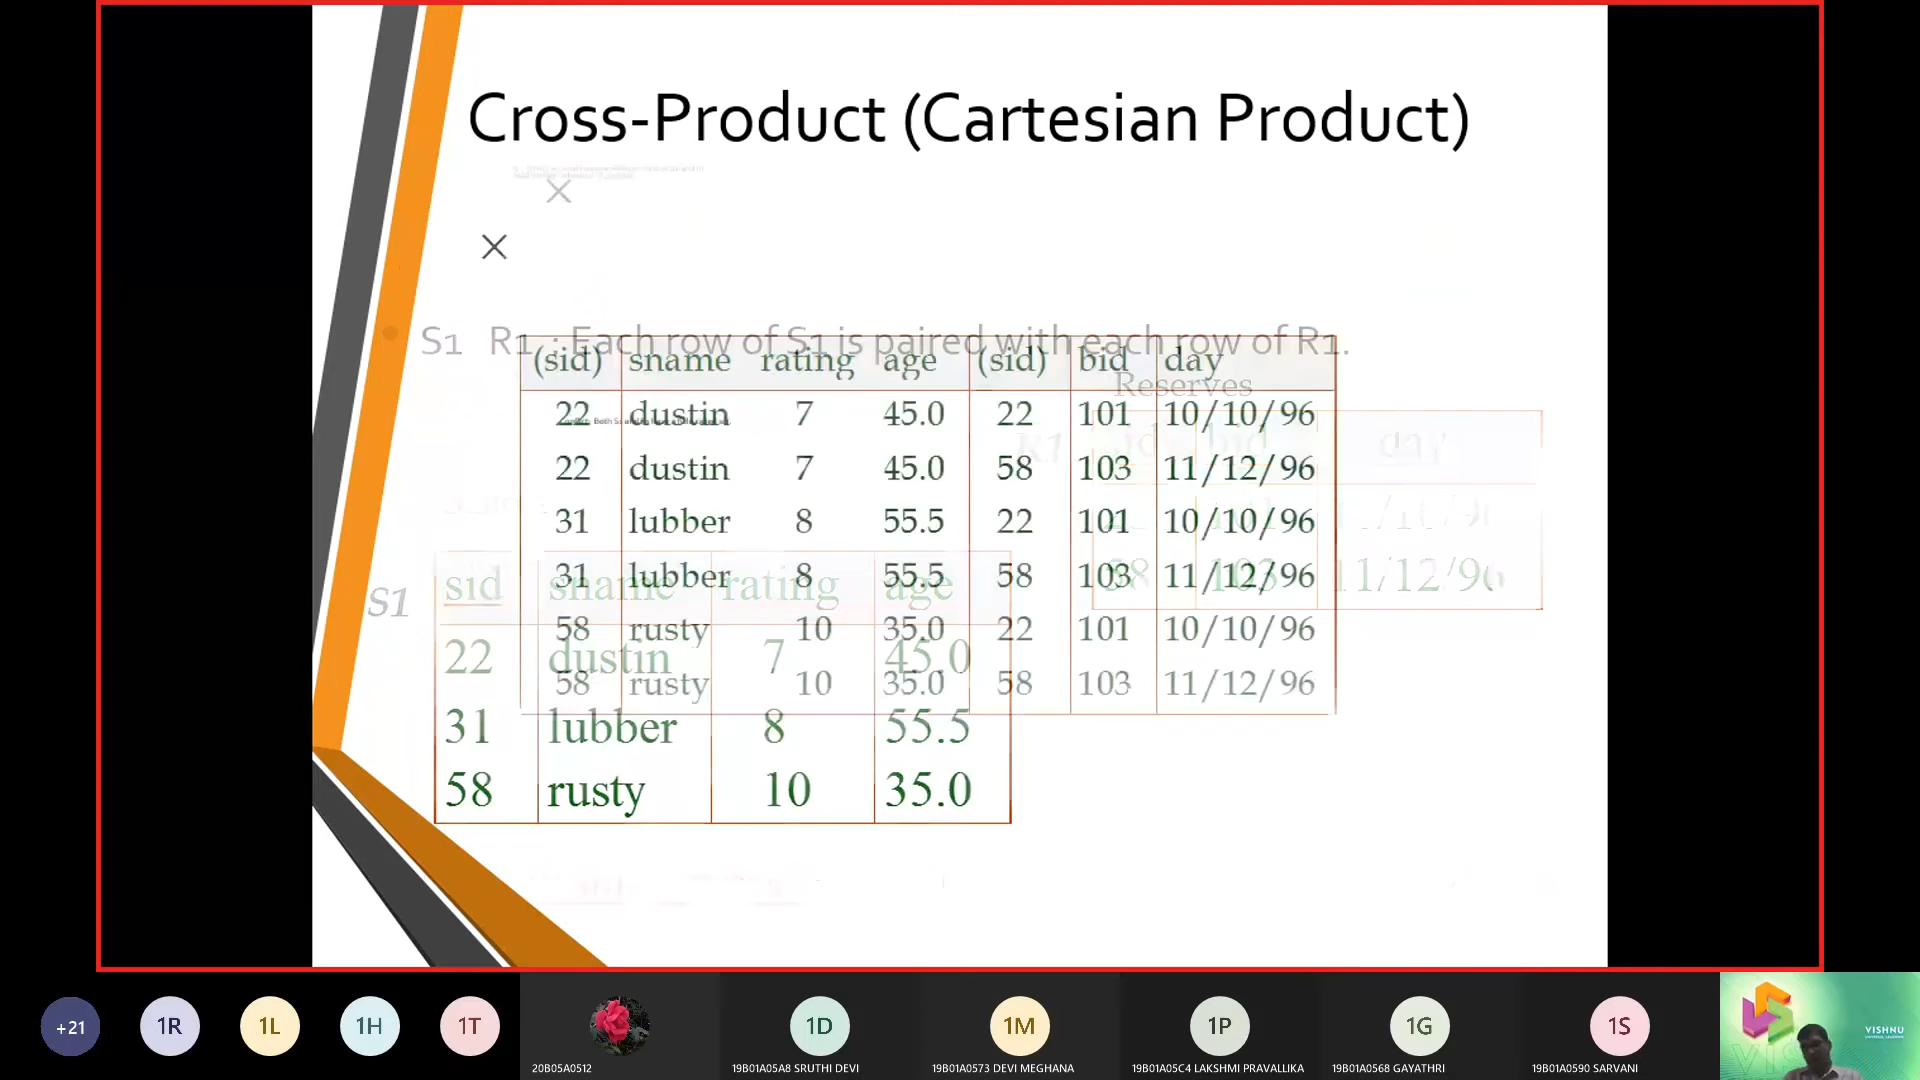 Cross-Product (Cartesian Product)
S1 R1 : Each row of S1 is paired with each row of R1.
(sid) sname rating age (sid) bid day
22 dustin 7 45.0 22 101 10/10/96
22 dustin 7 45.0 58 103 11/12/96
31 lubber 8 55.5 22 101 10/10/96
31 lubber 8 55.5 58 103 11/12/96
58 rusty 10 35.0 22 101 10/10/96
58 rusty 10 35.0 58 103 11/12/96
Reserves
R1 bid day
58 103 11/12/96
S1
sid sname rating age
22 dustin 7 45.0
31 lubber 8 55.5
58 rusty 10 35.0
+21
1R
1L
1H
1T
1D
1M
1P
1G
1S
20B05A0512
19B01A05A8 SRUTHI DEVI
19B01A0573 DEVI MEGHANA
19B01A05C4 LAKSHMI PRAVALLIKA
19B01A0568 GAYATHRI
19B01A0590 SARVANI
VISHNU